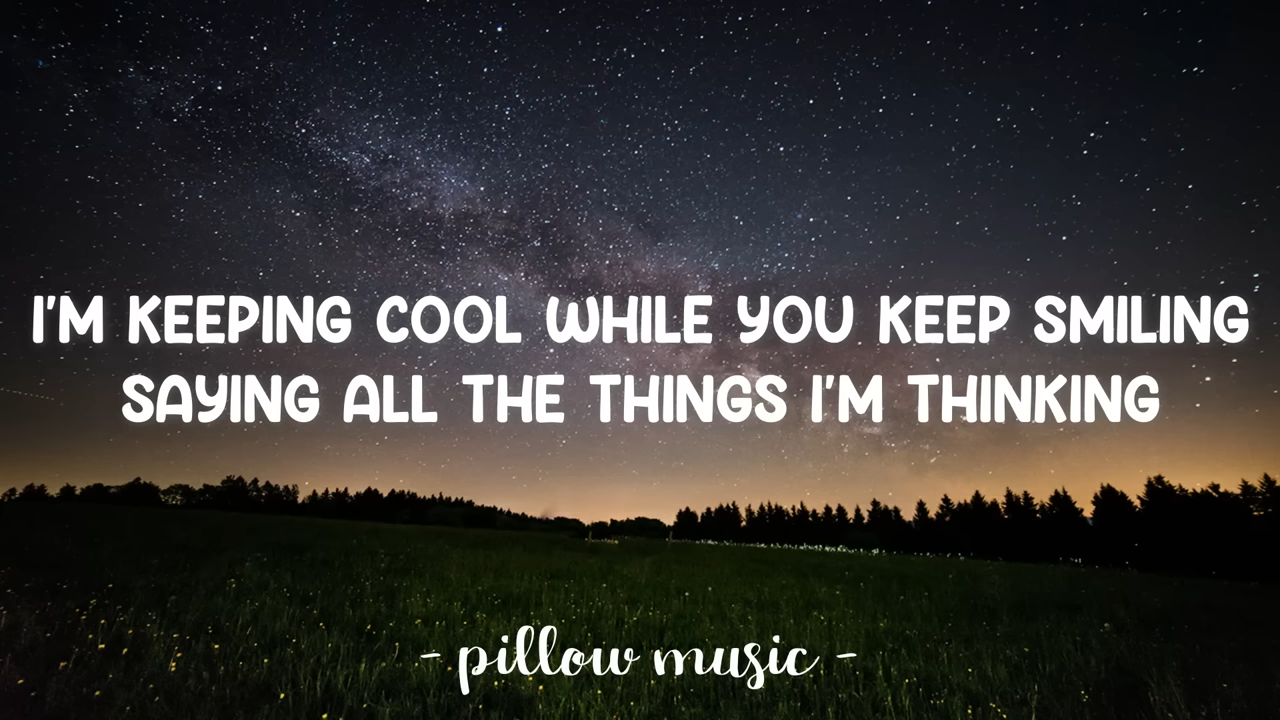 I'M KEEPING COOL WHILE YOU KEEP SMILING
SAYING ALL THE THINGS I'M THINKING
- pillow music -